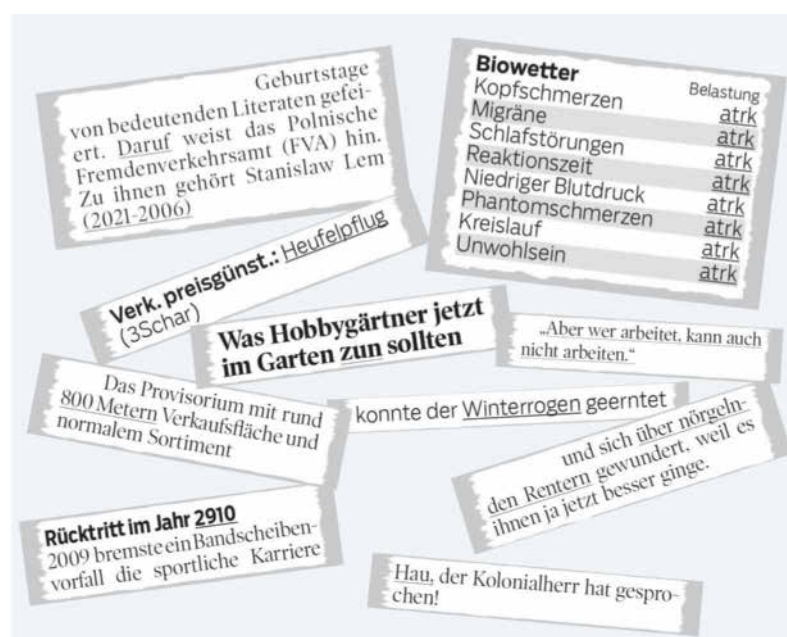 Geburtstage
von bedeutenden Literaten gefei-
ert. Daruf weist das Polnische
Fremdenverkehrsamt (FVA) hin.
Zu ihnen gehört Stanislaw Lem
(2021-2006)
Biowetter Belastung
Kopfschmerzen atrk
Migräne atrk
Schlafstörungen atrk
Reaktionszeit atrk
Niedriger Blutdruck atrk
Phantomschmerzen atrk
Kreislauf atrk
Unwohlsein atrk
Verk. preisgünst.: Heufelpflug
(3Schar)
Was Hobbygärtner jetzt
im Garten zun sollten
„Aber wer arbeitet, kann auch
nicht arbeiten.“
Das Provisorium mit rund
800 Metern Verkaufsfläche und
normalem Sortiment
konnte der Winterrogen geerntet
und sich über nörgeln-
den Rentern gewundert, weil es
ihnen ja jetzt besser ginge.
Rücktritt im Jahr 2910
2009 bremste ein Bandscheiben-
vorfall die sportliche Karriere
Hau, der Kolonialherr hat gespro-
chen!